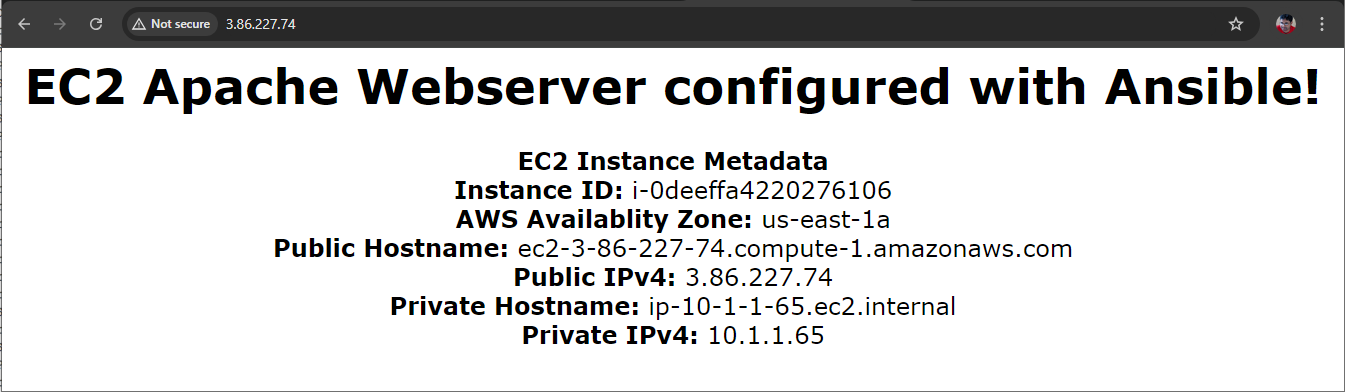 Not secure 3.86.227.74
EC2 Apache Webserver configured with Ansible!
EC2 Instance Metadata
Instance ID: i-0deeffa4220276106
AWS Availablity Zone: us-east-1a
Public Hostname: ec2-3-86-227-74.compute-1.amazonaws.com
Public IPv4: 3.86.227.74
Private Hostname: ip-10-1-1-65.ec2.internal
Private IPv4: 10.1.1.65